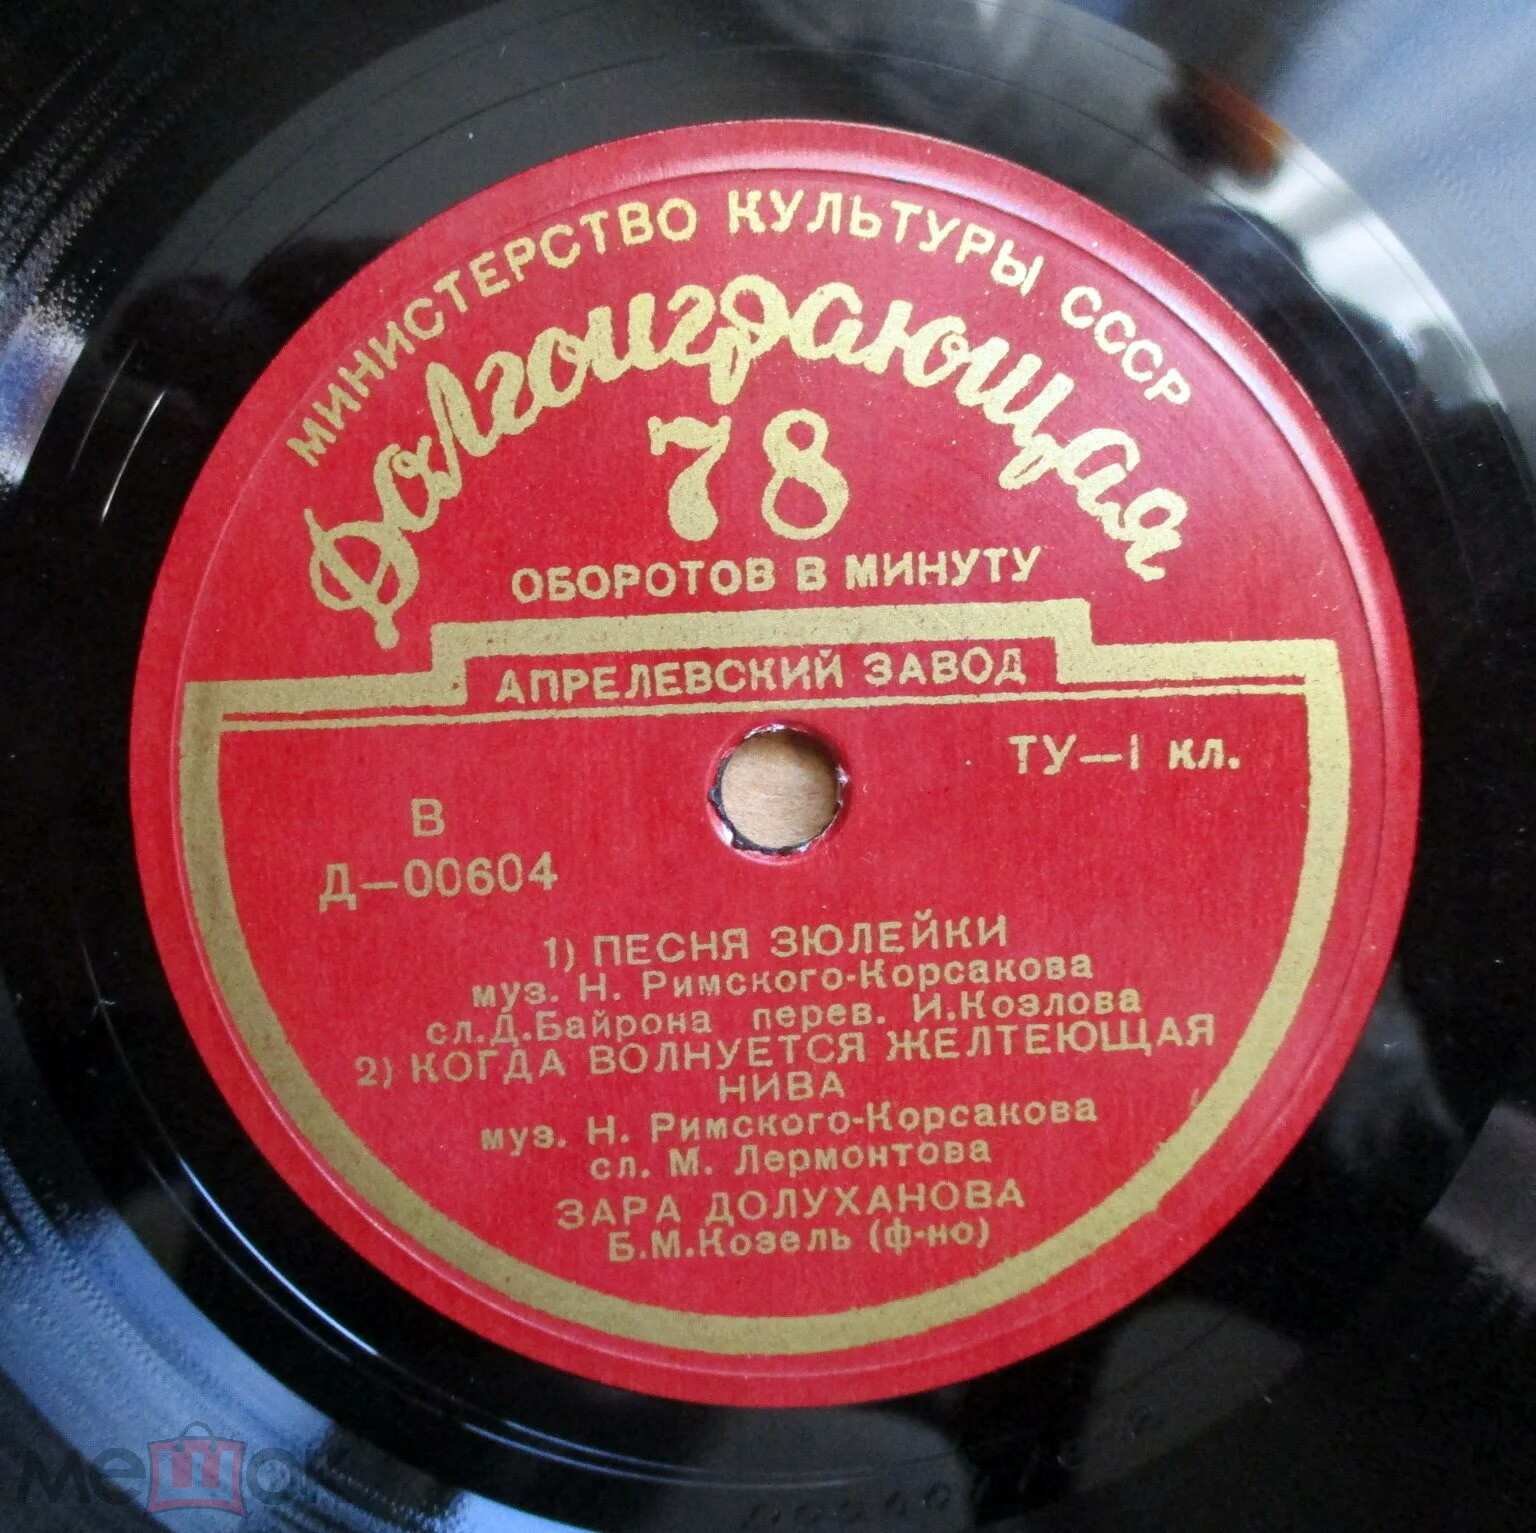 МИНИСТЕРСТВО КУЛЬТУРЫ СССР
Долгоиграющая
78
ОБОРОТОВ В МИНУТУ
АПРЕЛЕВСКИЙ ЗАВОД
ТУ—I кл.
В
Д—00604
1) ПЕСНЯ ЗЮЛЕЙКИ
муз. Н. Римского-Корсакова
сл.Д.Байрона перев. И.Козлова
2) КОГДА ВОЛНУЕТСЯ ЖЕЛТЕЮЩАЯ
НИВА
муз. Н. Римского-Корсакова
сл. М. Лермонтова
ЗАРА ДОЛУХАНОВА
Б.М.Козель (ф-но)
мешок